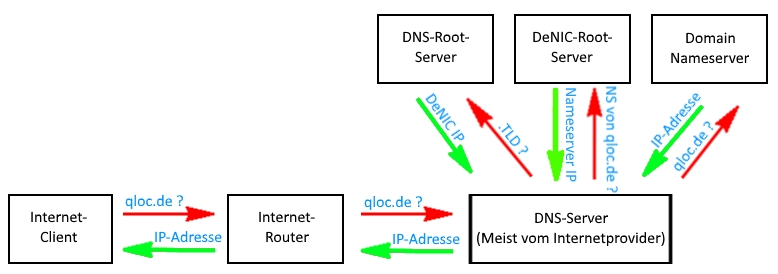 DNS-Root-
Server
DeNIC-Root-
Server
Domain
Nameserver
DeNIC IP
.TLD ?
Nameserver IP
NS von qloc.de ?
IP-Adresse
qloc.de ?
Internet-
Client
qloc.de ?
IP-Adresse
Internet-
Router
qloc.de ?
IP-Adresse
DNS-Server
(Meist vom Internetprovider)